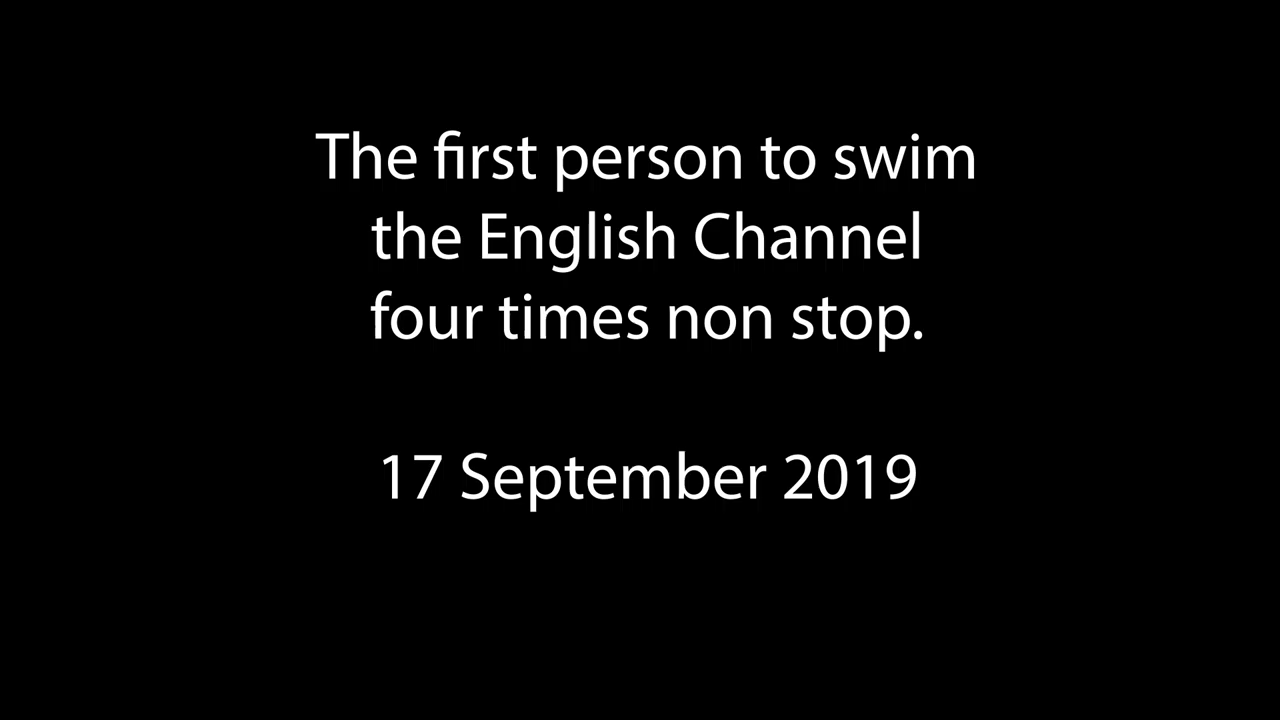 The first person to swim
the English Channel
four times non stop.
17 September 2019